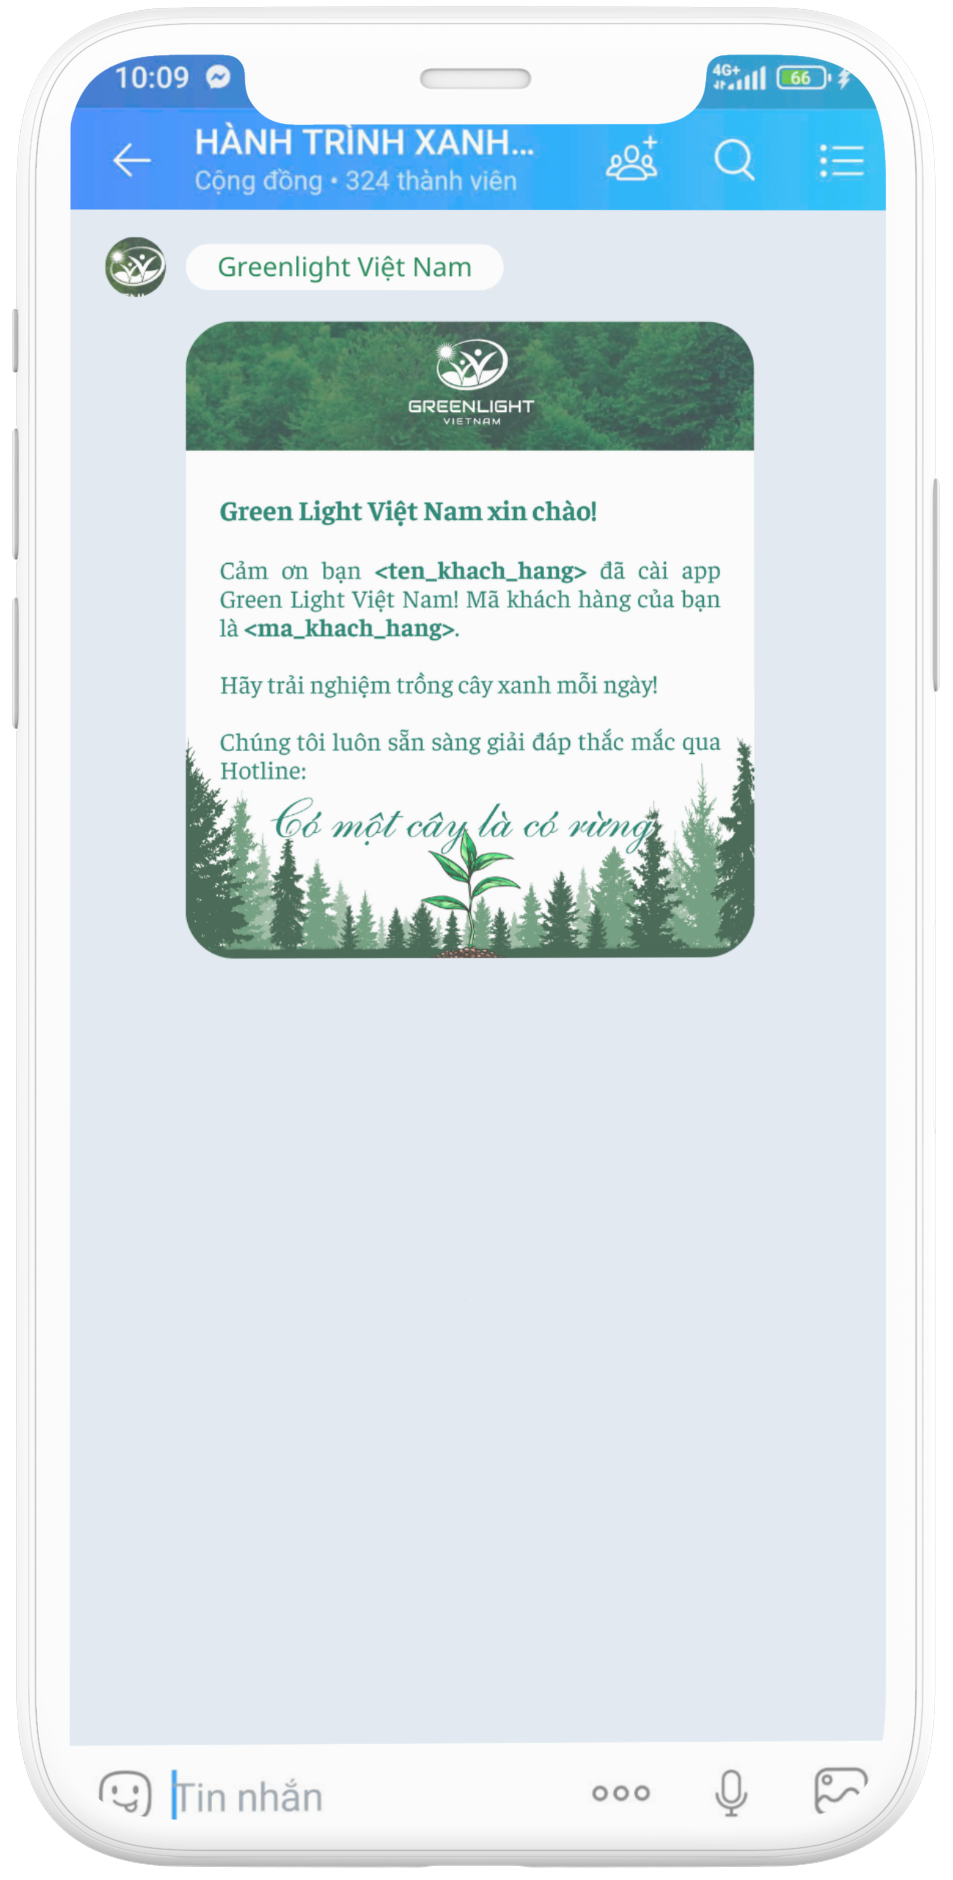 10:09
4G+
66
HÀNH TRÌNH XANH...
Cộng đồng • 324 thành viên
Greenlight Việt Nam
GREENLIGHT
VIETNAM
Green Light Việt Nam xin chào!
Cảm ơn bạn <ten_khach_hang> đã cài app
Green Light Việt Nam! Mã khách hàng của bạn
là <ma_khach_hang>.
Hãy trải nghiệm trồng cây xanh mỗi ngày!
Chúng tôi luôn sẵn sàng giải đáp thắc mắc qua
Hotline:
Có một cây là có rừng
Tin nhắn